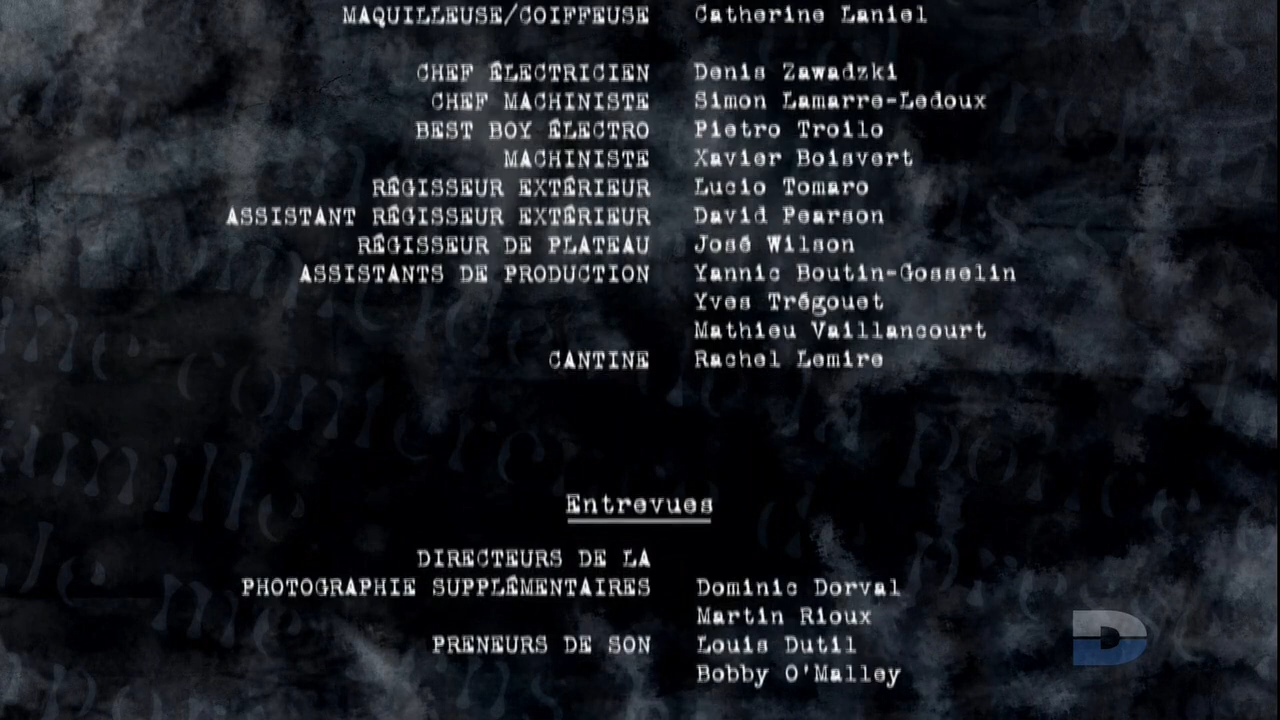 MAQUILLEUSE/COIFFEUSE Catherine Laniel
CHEF ÉLECTRICIEN Denis Zawadzki
CHEF MACHINISTE Simon Lamarre-Ledoux
BEST BOY ÉLECTRO Pietro Troilo
MACHINISTE Xavier Boisvert
RÉGISSEUR EXTÉRIEUR Lucio Tomaro
ASSISTANT RÉGISSEUR EXTÉRIEUR David Pearson
RÉGISSEUR DE PLATEAU José Wilson
ASSISTANTS DE PRODUCTION Yannic Boutin-Gosselin
Yves Trégouet
Mathieu Vaillancourt
CANTINE Rachel Lemire
Entrevues
DIRECTEURS DE LA
PHOTOGRAPHIE SUPPLÉMENTAIRES Dominic Dorval
Martin Rioux
PRENEURS DE SON Louis Dutil
Bobby O'Malley
D